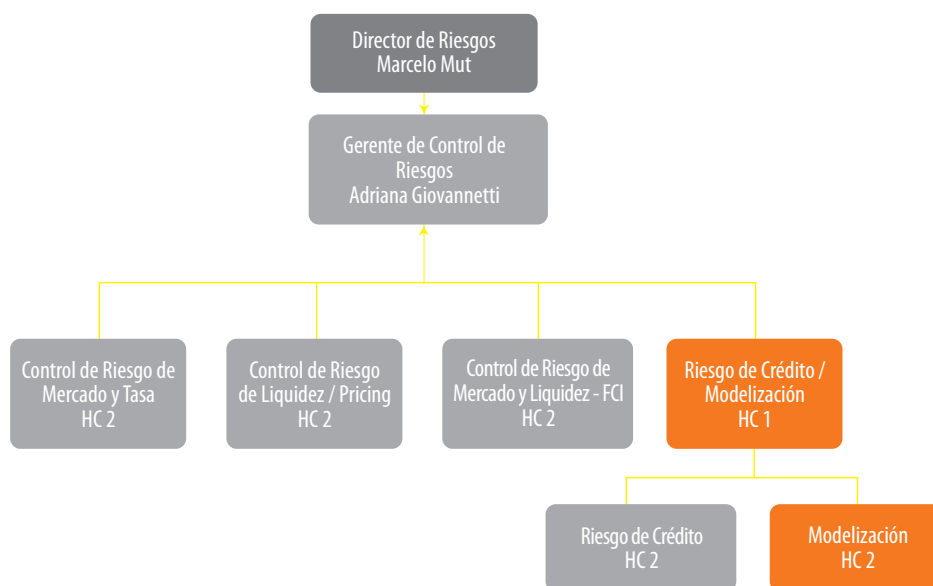 Director de Riesgos
Marcelo Mut
Gerente de Control de
Riesgos
Adriana Giovannetti
Control de Riesgo de
Mercado y Tasa
HC 2
Control de Riesgo
de Liquidez / Pricing
HC 2
Control de Riesgo de
Mercado y Liquidez - FCI
HC 2
Riesgo de Crédito /
Modelización
HC 1
Riesgo de Crédito
HC 2
Modelización
HC 2